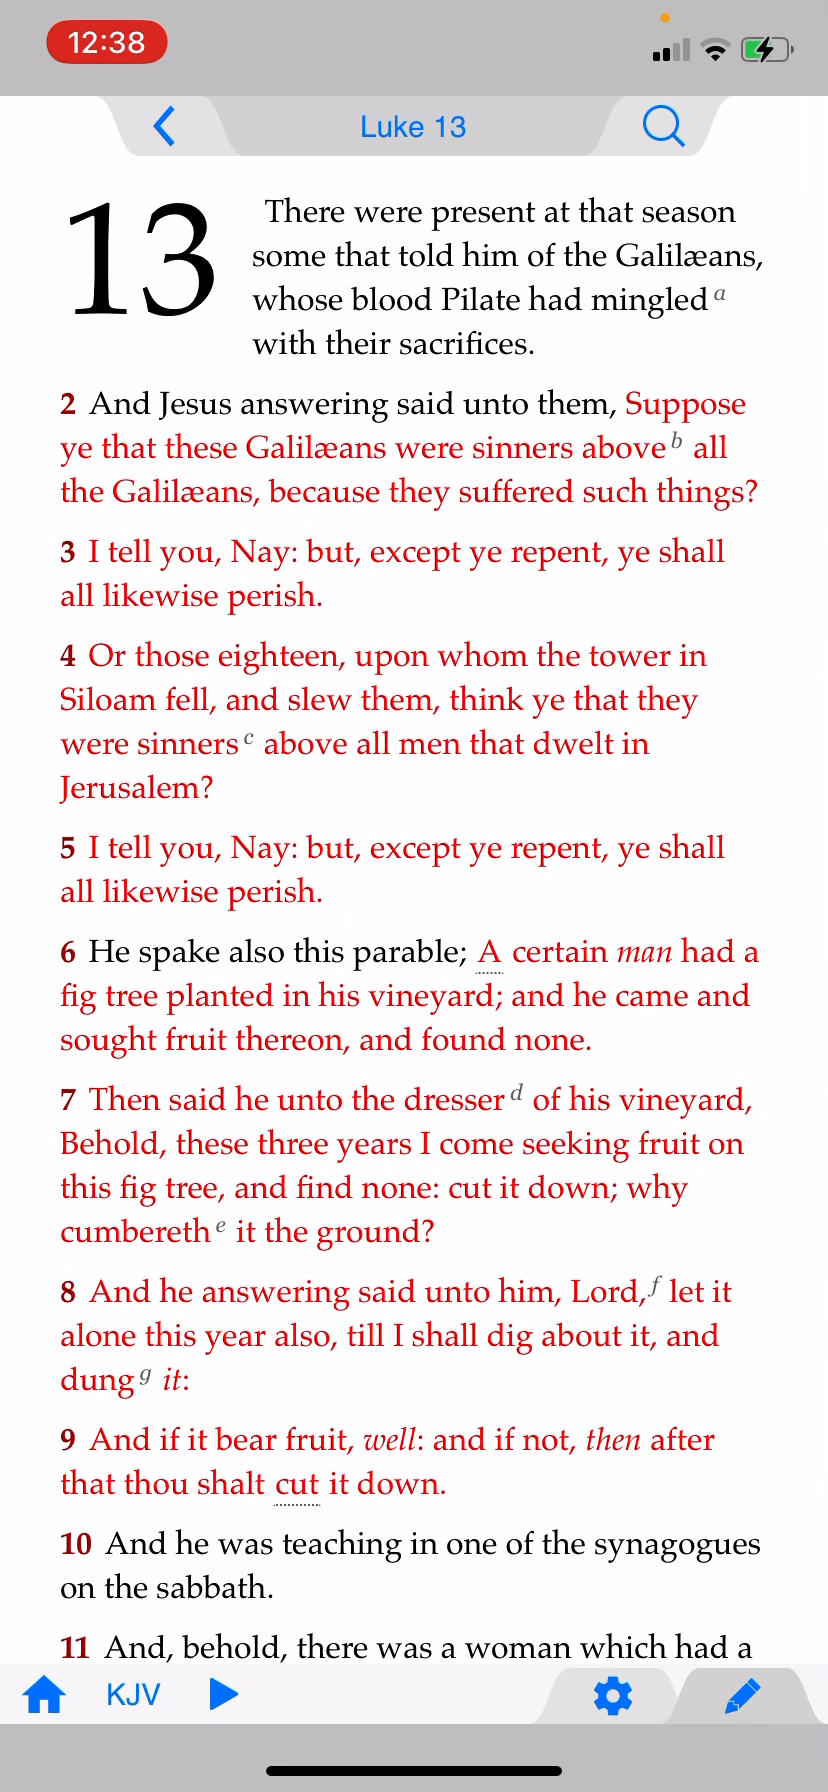 12:38
Luke 13
13 There were present at that season
some that told him of the Galilæans,
whose blood Pilate had mingled a
with their sacrifices.
2 And Jesus answering said unto them, Suppose
ye that these Galilæans were sinners above b all
the Galilæans, because they suffered such things?
3 I tell you, Nay: but, except ye repent, ye shall
all likewise perish.
4 Or those eighteen, upon whom the tower in
Siloam fell, and slew them, think ye that they
were sinners c above all men that dwelt in
Jerusalem?
5 I tell you, Nay: but, except ye repent, ye shall
all likewise perish.
6 He spake also this parable; A certain man had a
fig tree planted in his vineyard; and he came and
sought fruit thereon, and found none.
7 Then said he unto the dresser d of his vineyard,
Behold, these three years I come seeking fruit on
this fig tree, and find none: cut it down; why
cumbereth e it the ground?
8 And he answering said unto him, Lord, f let it
alone this year also, till I shall dig about it, and
dung g it:
9 And if it bear fruit, well: and if not, then after
that thou shalt cut it down.
10 And he was teaching in one of the synagogues
on the sabbath.
11 And, behold, there was a woman which had a
KJV